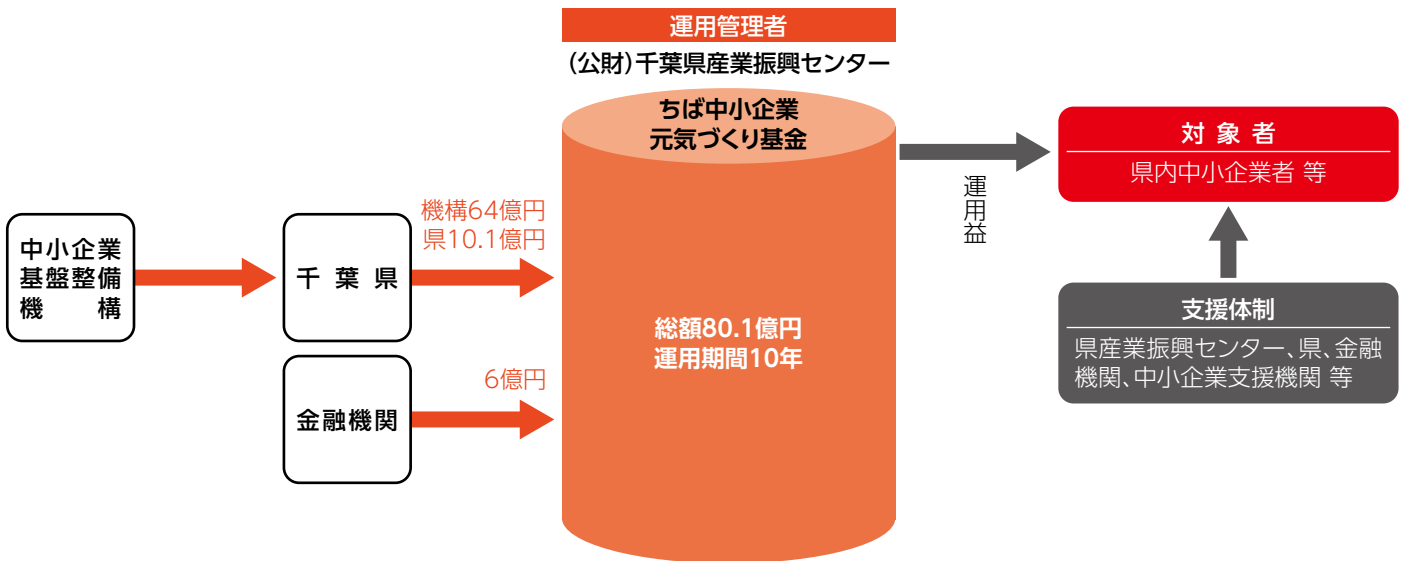 運用管理者
(公財)千葉県産業振興センター
ちば中小企業
元気づくり基金
総額80.1億円
運用期間10年
中小企業
基盤整備
機構
千葉県
機構64億円
県10.1億円
金融機関
6億円
運用益
対象者
県内中小企業者 等
支援体制
県産業振興センター、県、金融
機関、中小企業支援機関 等